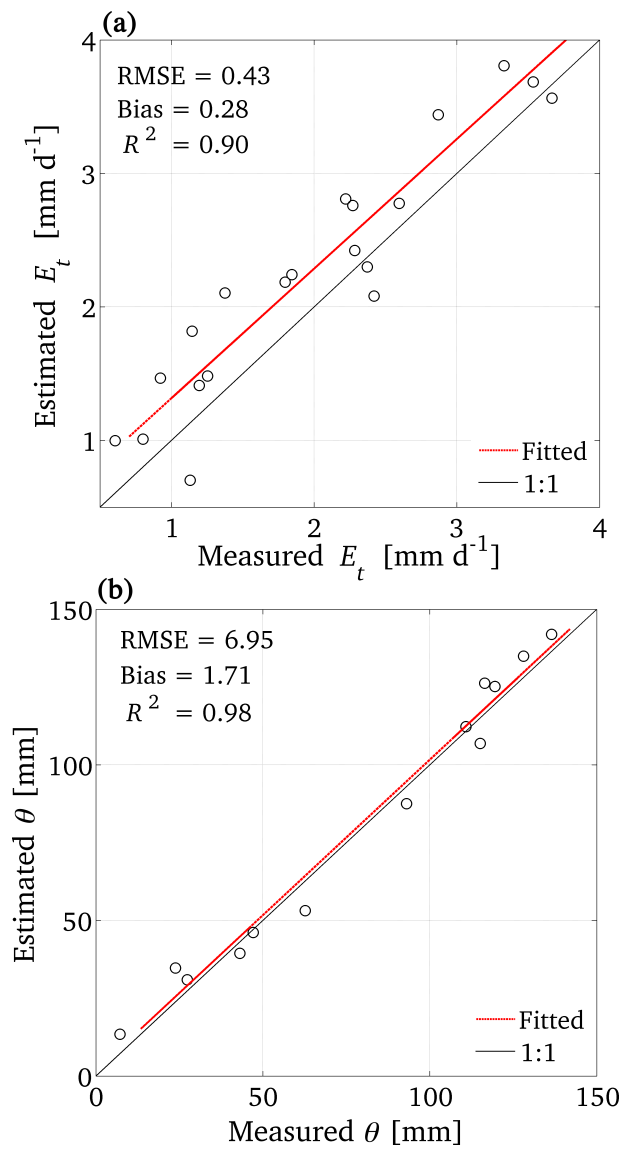 (a)
4
3
2
1
Estimated E_t [mm d^-1]
RMSE = 0.43
Bias = 0.28
R^2 = 0.90
Fitted
1:1
1 2 3 4
Measured E_t [mm d^-1]
(b)
150
100
50
0
Estimated θ [mm]
RMSE = 6.95
Bias = 1.71
R^2 = 0.98
Fitted
1:1
0 50 100 150
Measured θ [mm]